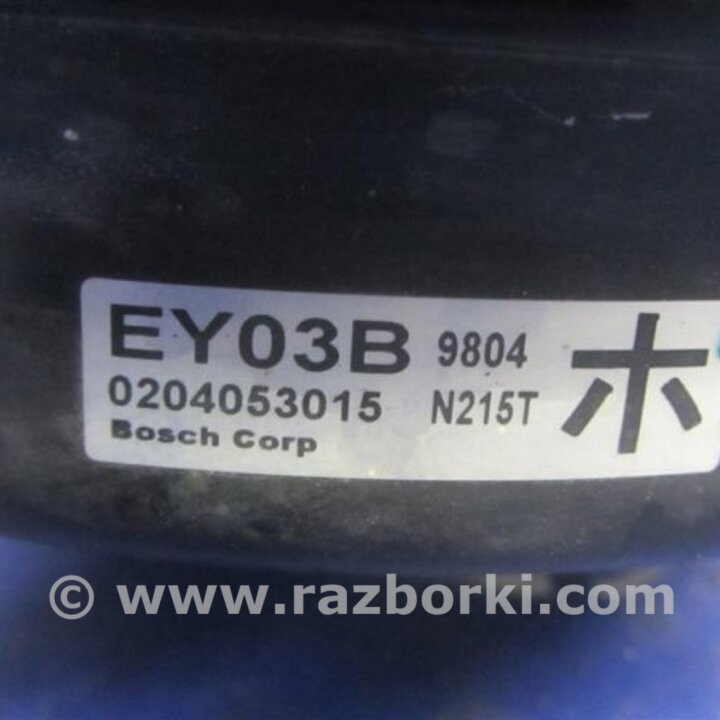 EY03B 9804 ホ
0204053015 N215T
Bosch Corp
© www.razborki.com